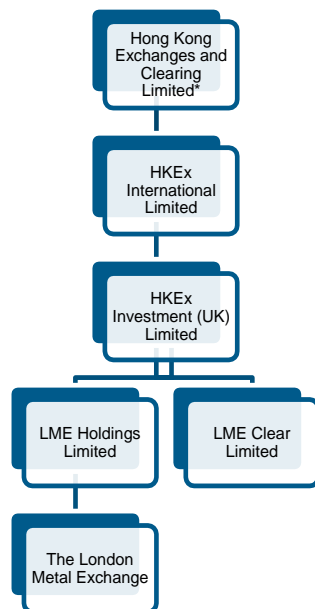 Hong Kong
Exchanges and
Clearing
Limited*
HKEx
International
Limited
HKEx
Investment (UK)
Limited
LME Holdings
Limited
LME Clear
Limited
The London
Metal Exchange